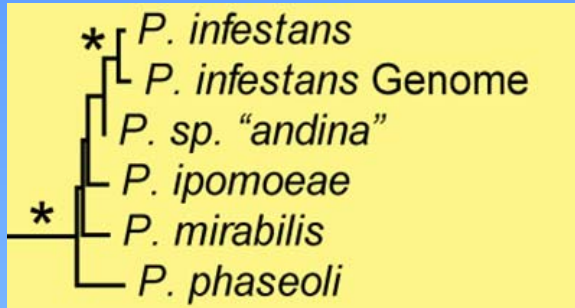 * P. infestans
P. infestans Genome
P. sp. “andina”
P. ipomoeae
* P. mirabilis
P. phaseoli